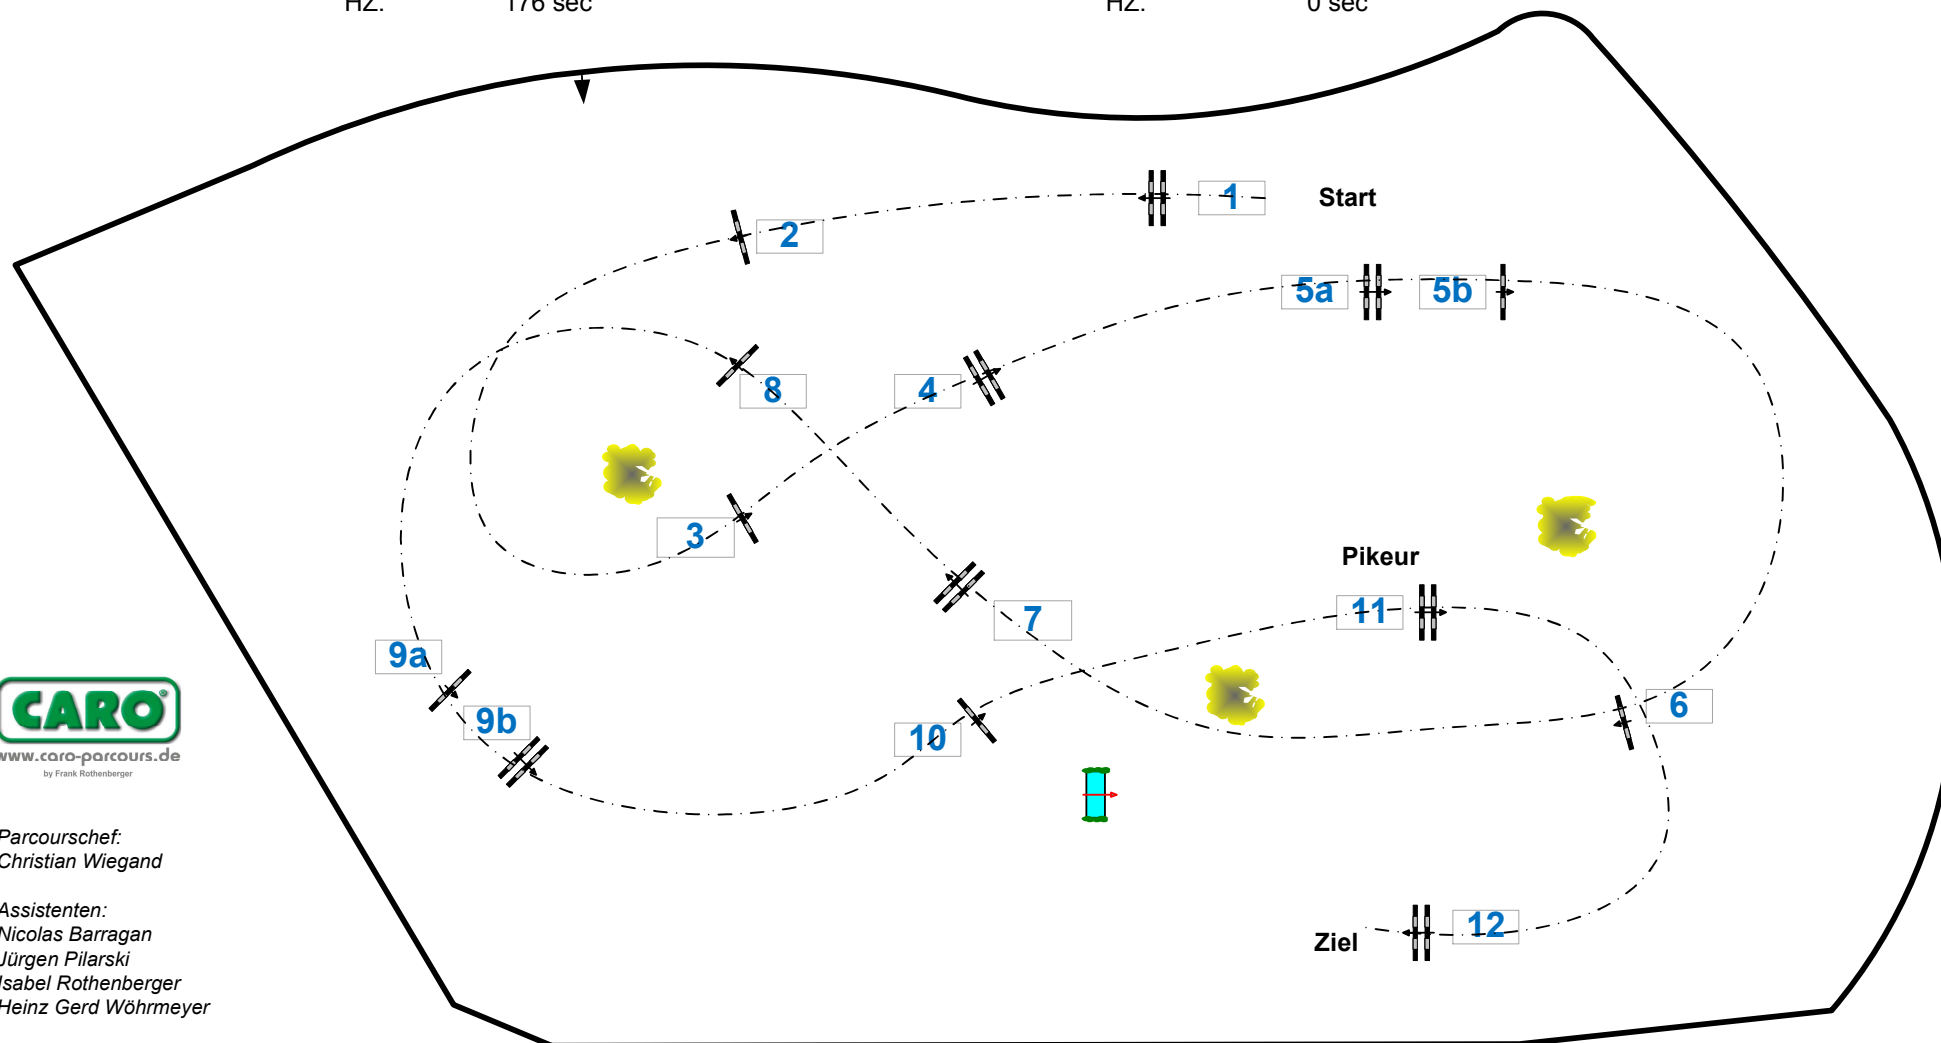 HZ: 176 sec HZ: 0 sec
1 Start
2
5a 5b
8 4
3
Pikeur
11
7
9a
6
9b
10
CARO®
www.caro-parcours.de
by Frank Rothenberger
Parcourschef:
Christian Wiegand
12
Ziel
Assistenten:
Nicolas Barragan
Jürgen Pilarski
Isabel Rothenberger
Heinz Gerd Wöhrmeyer